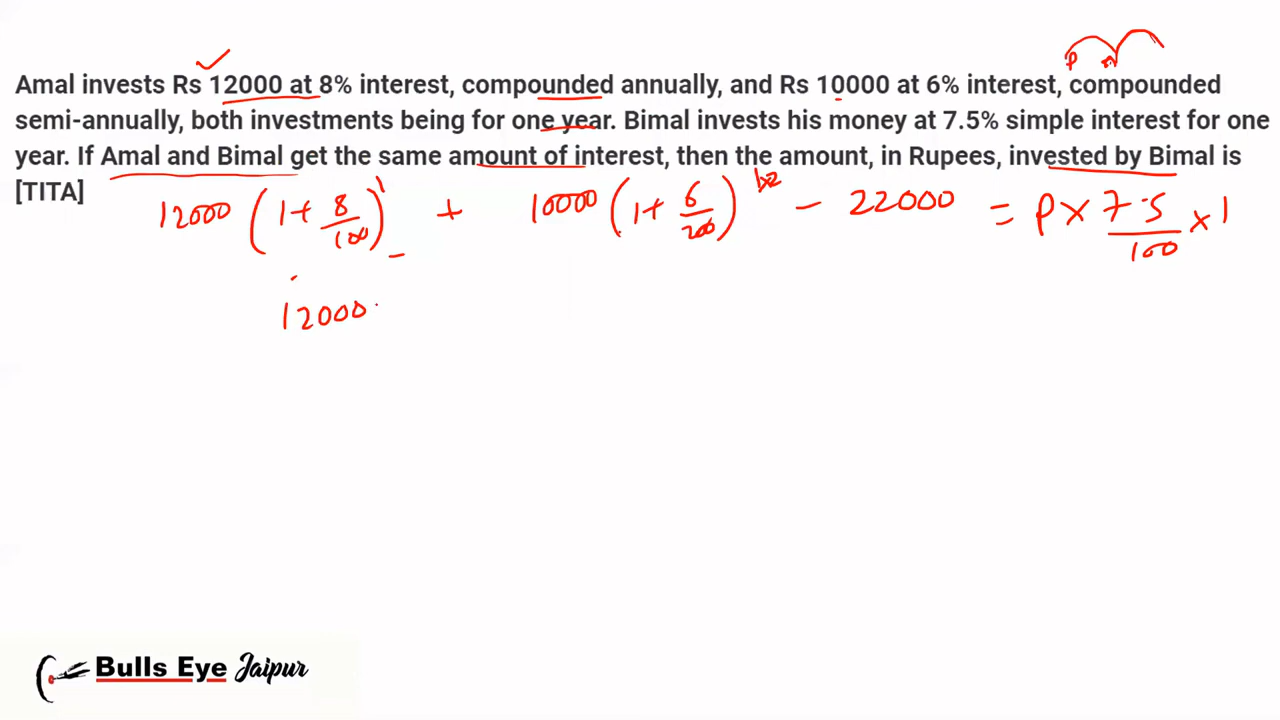 Amal invests Rs 12000 at 8% interest, compounded annually, and Rs 10000 at 6% interest, compounded
semi-annually, both investments being for one year. Bimal invests his money at 7.5% simple interest for one
year. If Amal and Bimal get the same amount of interest, then the amount, in Rupees, invested by Bimal is
[TITA]
12000 (1+ 8/100)^1 + 10000 (1+ 6/200)^1×2 - 22000 = P × 7.5/100 × 1
12000
Bulls Eye Jaipur